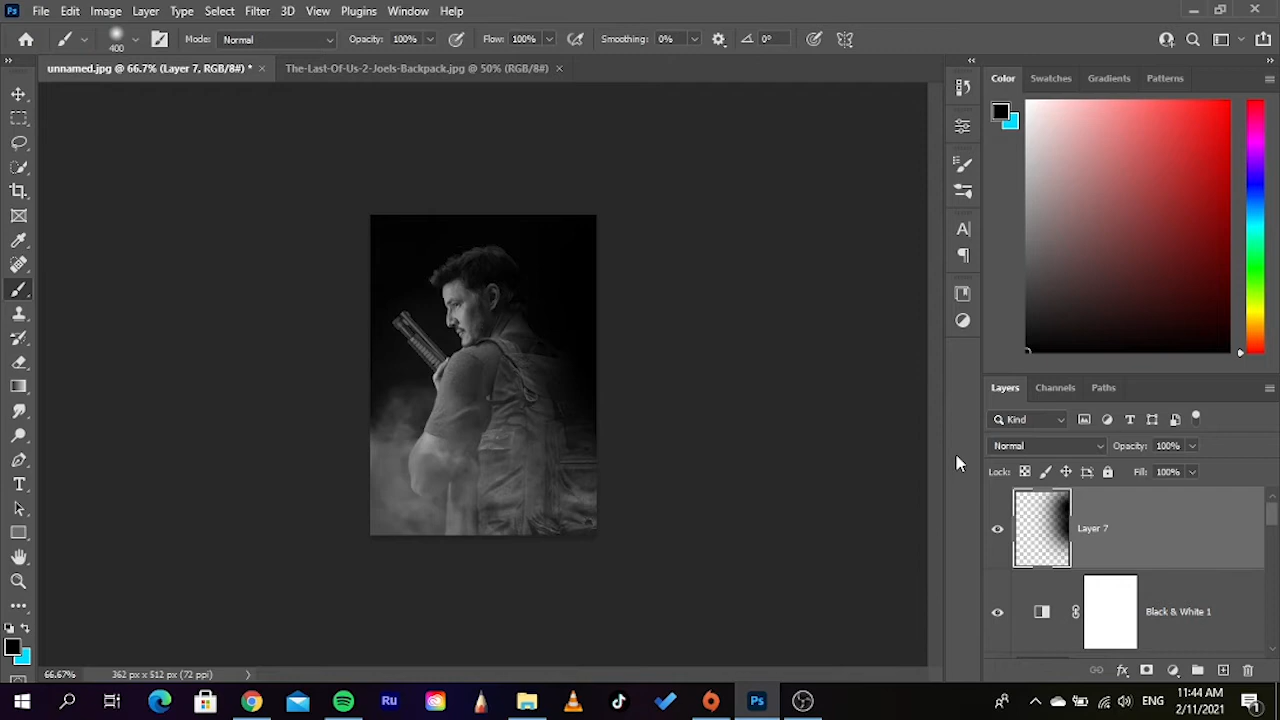 Ps File Edit Image Layer Type Select Filter 3D View Plugins Window Help
400 Mode: Normal Opacity: 100% Flow: 100% Smoothing: 0% 0°
unnamed.jpg @ 66.7% (Layer 7, RGB/8#) * × The-Last-Of-Us-2-Joels-Backpack.jpg @ 50% (RGB/8#) ×
Color Swatches Gradients Patterns
Layers Channels Paths
Kind
Normal Opacity: 100%
Lock: Fill: 100%
Layer 7
Black & White 1
66.67% 362 px x 512 px (72 ppi)
Ru Ps ENG 11:44 AM
2/11/2021 1